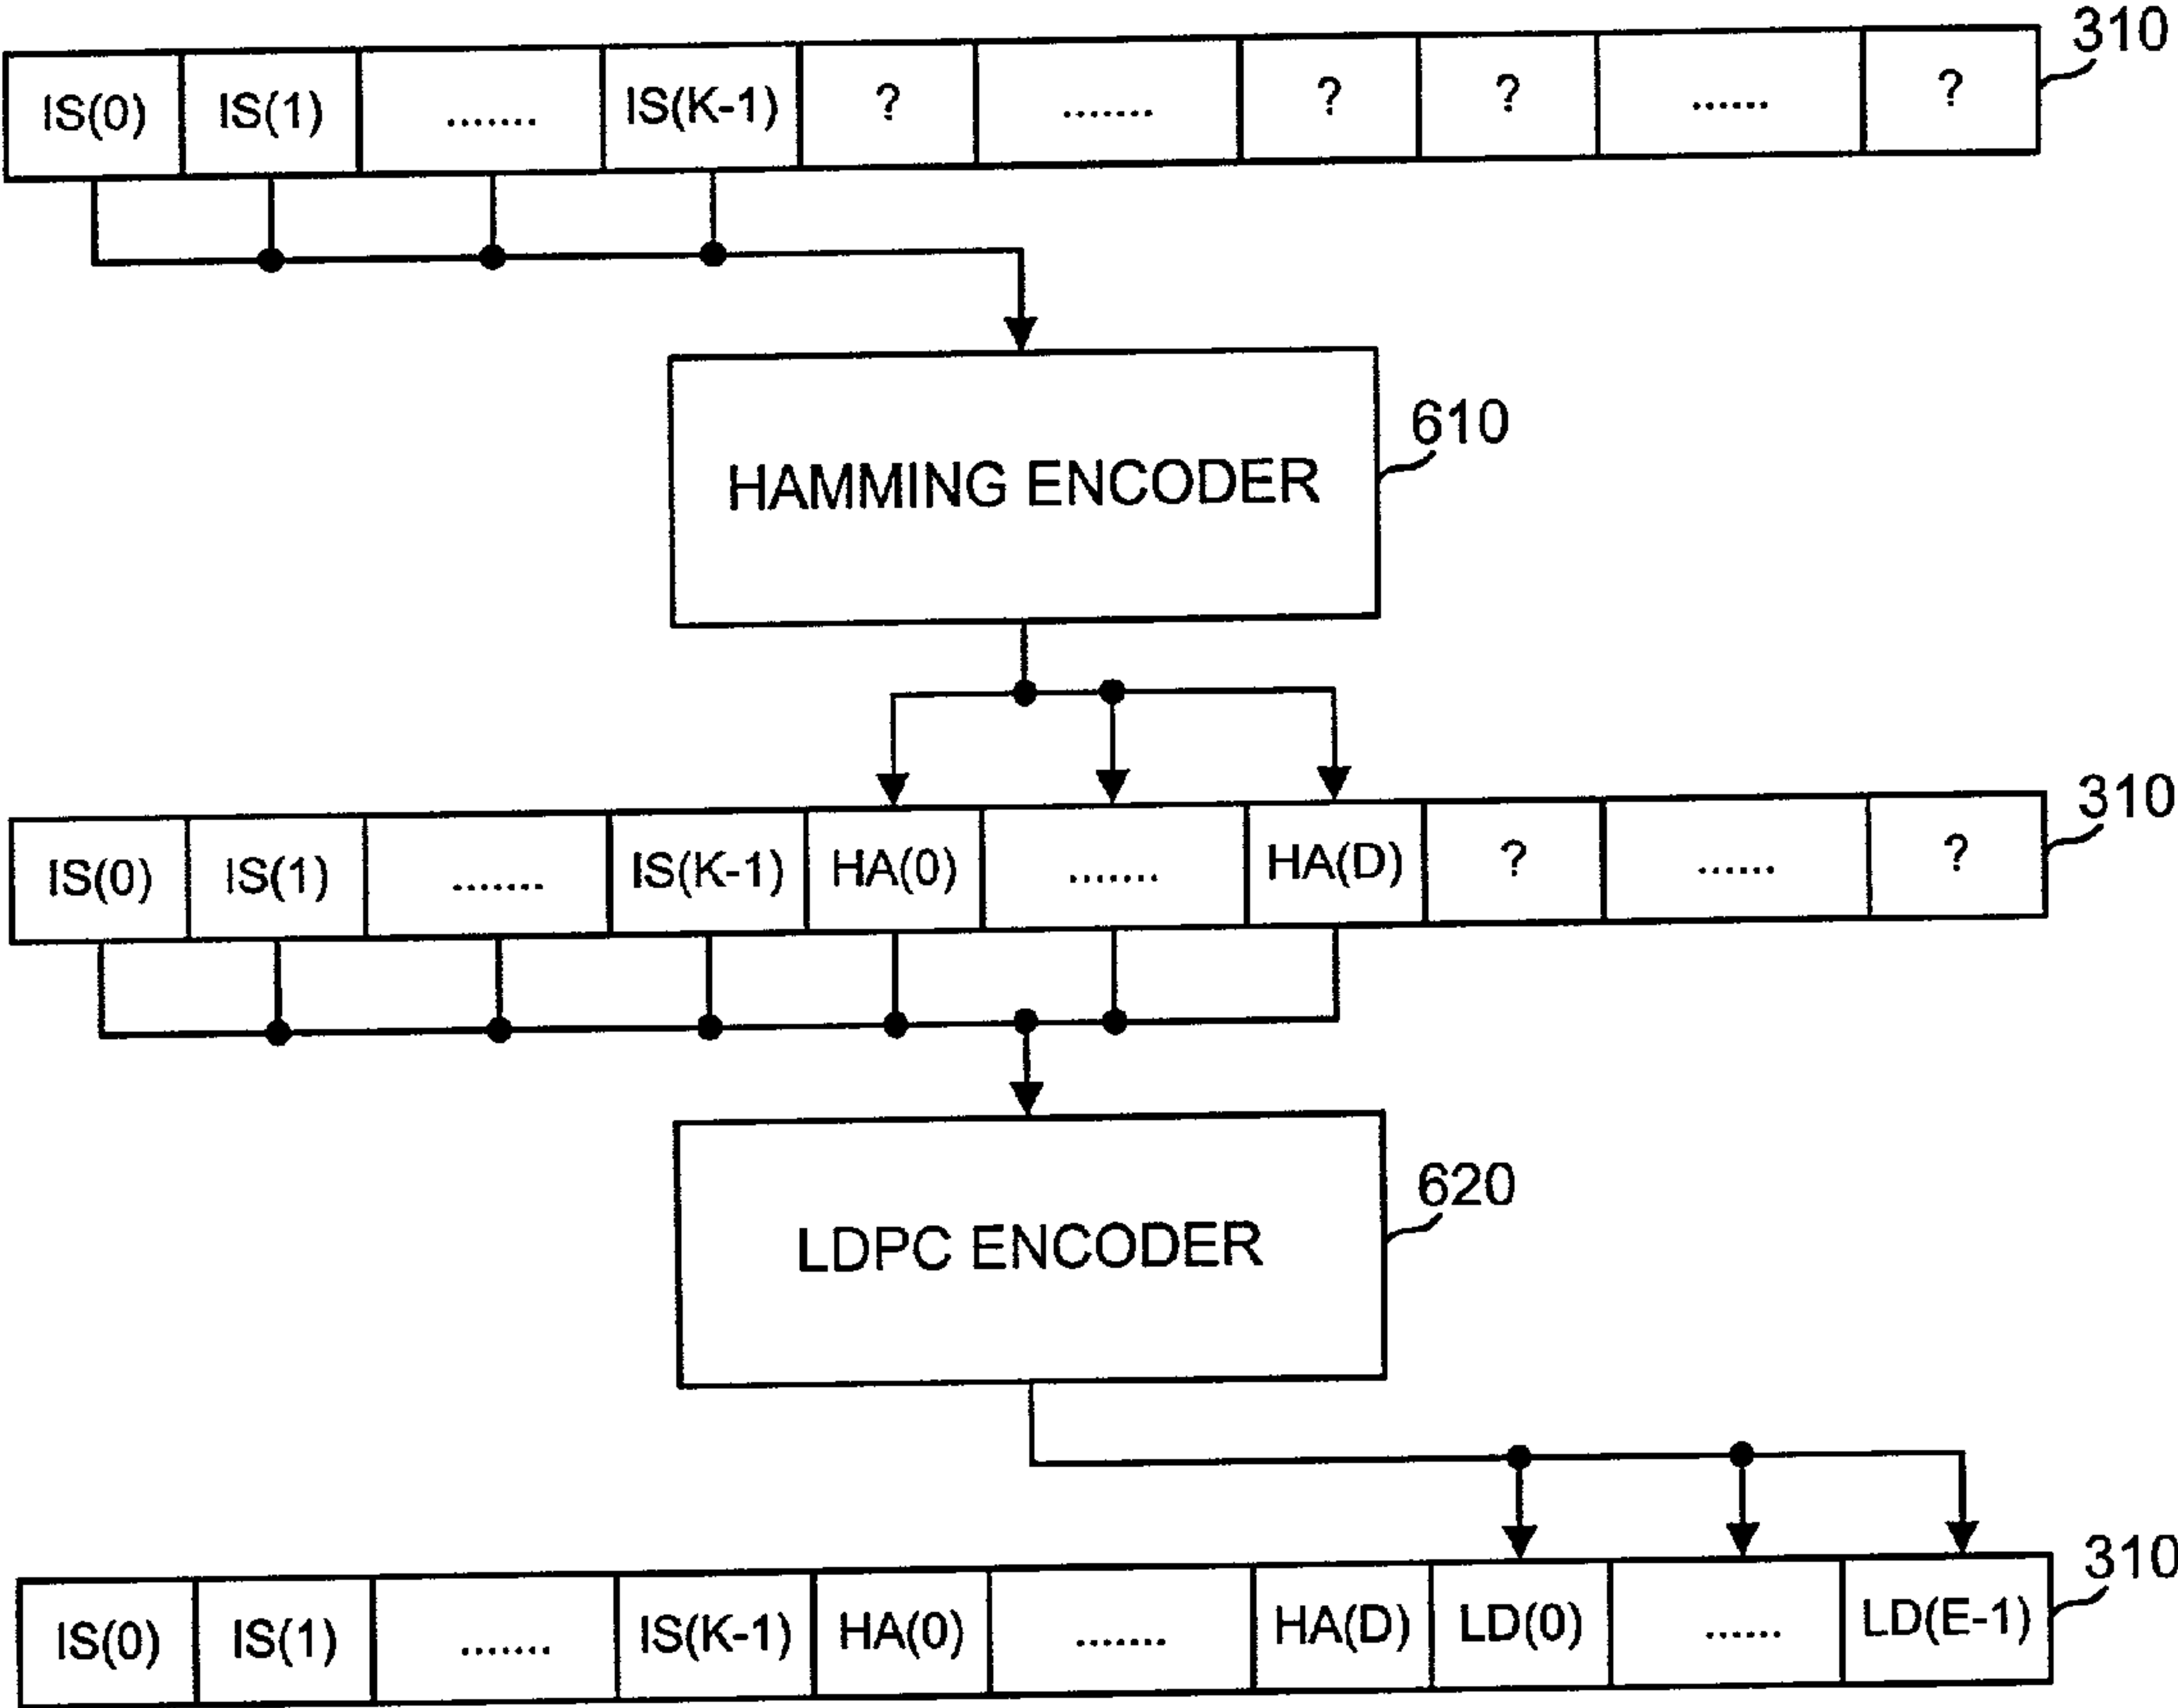 310
IS(0) IS(1) ....... IS(K-1) ? ....... ? ? ...... ?
610
HAMMING ENCODER
310
IS(0) IS(1) ....... IS(K-1) HA(0) ....... HA(D) ? ...... ?
620
LDPC ENCODER
310
IS(0) IS(1) ....... IS(K-1) HA(0) ....... HA(D) LD(0) ...... LD(E-1)